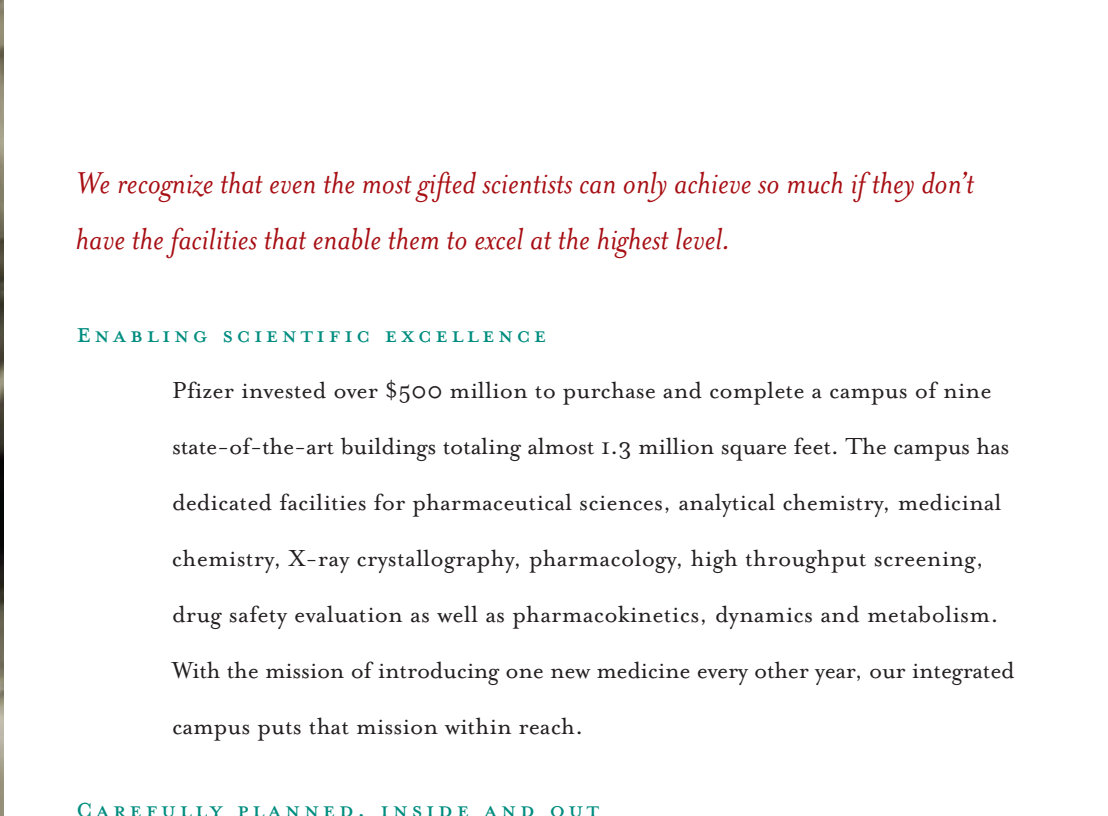 We recognize that even the most gifted scientists can only achieve so much if they don't
have the facilities that enable them to excel at the highest level.
Enabling scientific excellence
Pfizer invested over $500 million to purchase and complete a campus of nine
state-of-the-art buildings totaling almost 1.3 million square feet. The campus has
dedicated facilities for pharmaceutical sciences, analytical chemistry, medicinal
chemistry, X-ray crystallography, pharmacology, high throughput screening,
drug safety evaluation as well as pharmacokinetics, dynamics and metabolism.
With the mission of introducing one new medicine every other year, our integrated
campus puts that mission within reach.
Carefully planned, inside and out